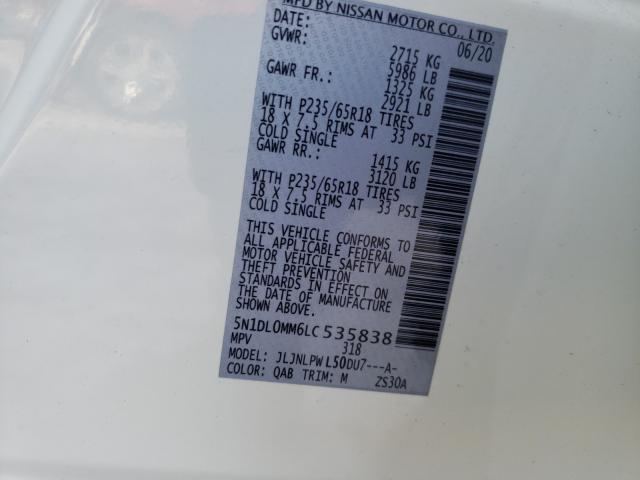 MFD BY NISSAN MOTOR CO., LTD.
DATE: 06/20
GVWR: 2715 KG
5986 LB
GAWR FR.: 1325 KG
2921 LB
WITH P235/65R18 TIRES
18 X 7.5 RIMS AT 33 PSI
COLD SINGLE
GAWR RR.: 1415 KG
3120 LB
WITH P235/65R18 TIRES
18 X 7.5 RIMS AT 33 PSI
COLD SINGLE
THIS VEHICLE CONFORMS TO
ALL APPLICABLE FEDERAL
MOTOR VEHICLE SAFETY AND
THEFT PREVENTION
STANDARDS IN EFFECT ON
THE DATE OF MANUFACTURE
SHOWN ABOVE.
5N1DL0MM6LC535838
MPV 318
MODEL: JLJNLPW L50DU7---A-
COLOR: QAB TRIM: M ZS30A